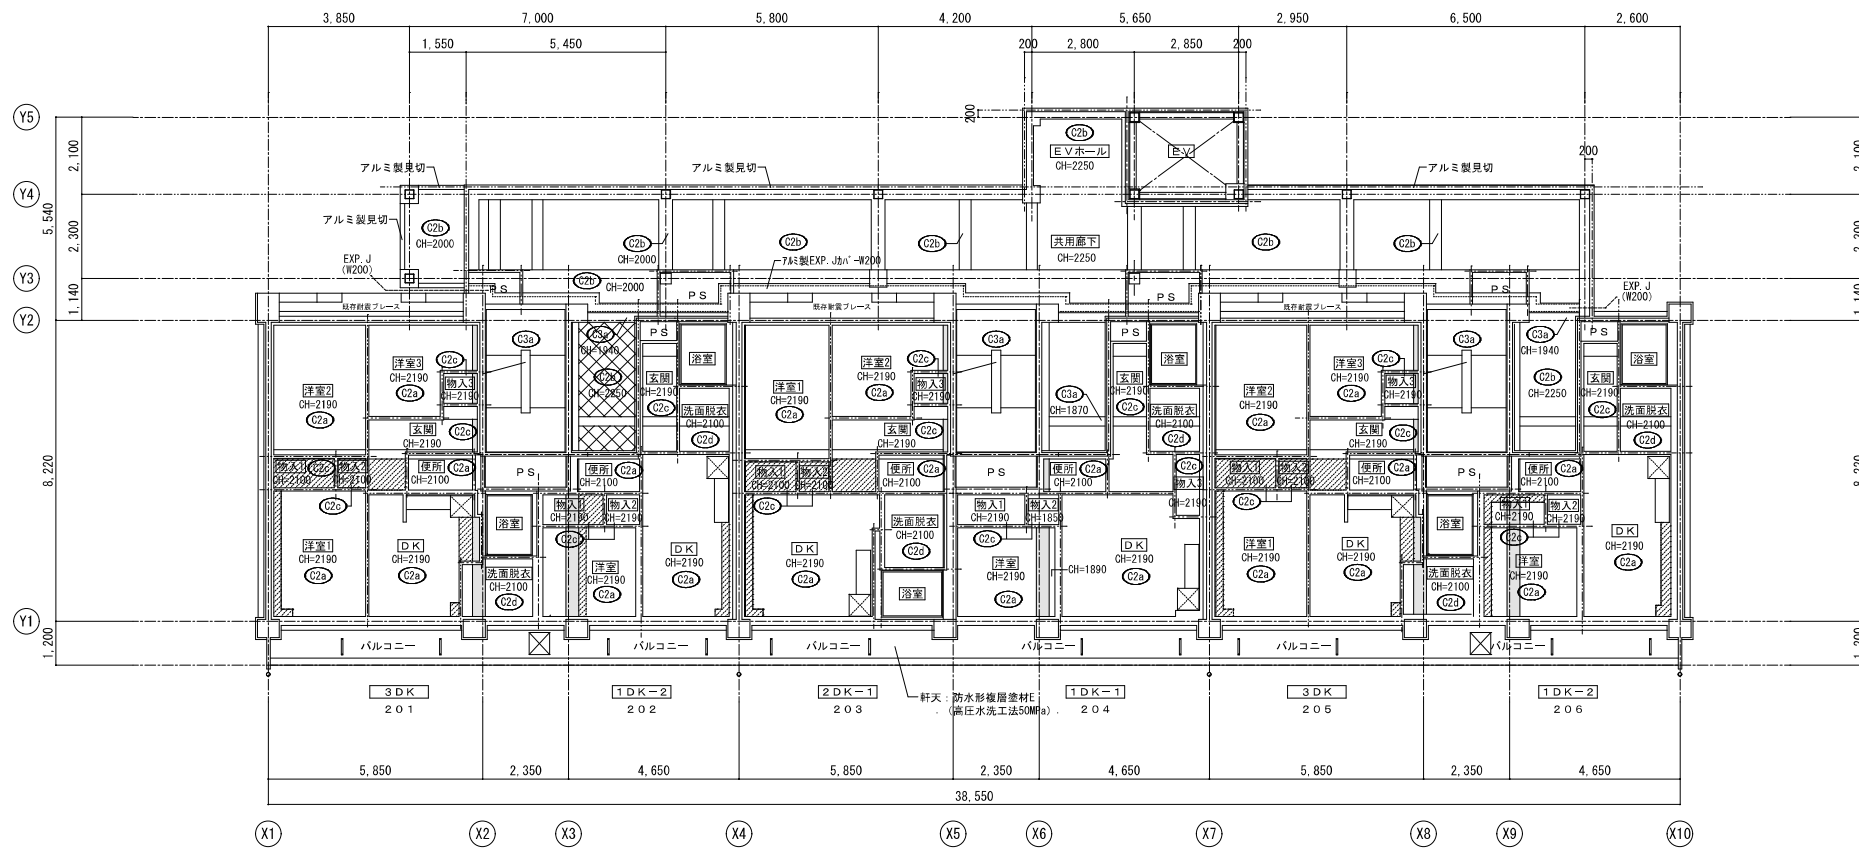 3,850 7,000 5,800 4,200 5,650 2,950 6,500 2,600
1,550 5,450 200 2,800 2,850 200
Y5 200
C2b
EVホール
CH=2250
EV
200
2,100 2,100
アルミ製見切 アルミ製見切 アルミ製見切
Y4
アルミ製見切
5,540 2,300 2,300
C2b
CH=2000
C2b
CH=2000
C2b
C2b
共用廊下
CH=2250
C2b
C2b
EXP.J
(W200)
アルミ製EXP.JカバーW200
Y3
PS
C2b CH=2000
PS PS PS
EXP.J
(W200)
1,140 1,140
既存耐震ブレース 既存耐震ブレース 既存耐震ブレース
Y2
洋室2
CH=2190
C2a
洋室3
CH=2190
C2a
C2c
物入3
CH=2190
玄関
CH=2190
C2c
C3a
C3a
CH=1940
C2b
CH=2250
PS
浴室
玄関
CH=2190
C2c
洗面脱衣
CH=2100
C2d
洋室1
CH=2190
C2a
洋室2
CH=2190
C2a
C2c
物入3
CH=2190
玄関
CH=2190
C2c
C3a
C3a
CH=1870
PS
浴室
玄関
CH=2190
C2c
洗面脱衣
CH=2100
C2d
洋室2
CH=2190
C2a
洋室3
CH=2190
C2a
C2c
物入3
CH=2190
玄関
CH=2190
C2c
C3a
C3a
CH=1940
C2b
CH=2250
PS
浴室
玄関
CH=2190
C2c
洗面脱衣
CH=2100
C2d
8,220 8,220
物入1
CH=2100
C2c
物入2
CH=2100
便所 C2a
CH=2100
PS
便所 C2a
CH=2100
物入1
CH=2100
物入2
CH=2100
便所 C2a
CH=2100
PS
便所 C2a
CH=2100
C2c
物入3
CH=2190
物入1
CH=2100
物入2
CH=2100
便所 C2a
CH=2100
PS
便所 C2a
CH=2100
C2c
洋室1
CH=2190
C2a
DK
CH=2190
C2a
浴室
洗面脱衣
CH=2100
C2d
物入1
CH=2190
物入2
CH=2190
C2c
洋室
CH=2190
C2a
DK
CH=2190
C2a
C2c
DK
CH=2190
C2a
洗面脱衣
CH=2100
C2d
浴室
物入1
CH=2190
C2c
物入2
CH=1850
洋室
CH=2190
C2a
CH=1890
DK
CH=2190
C2a
C2c
洋室1
CH=2190
C2a
DK
CH=2190
C2a
浴室
洗面脱衣
CH=2100
C2d
物入1
CH=2190
物入2
CH=2190
C2c
洋室
CH=2190
C2a
DK
CH=2190
C2a
Y1
1,200 1,200
バルコニー バルコニー バルコニー バルコニー バルコニー バルコニー
3DK 1DK-2 2DK-1 1DK-1 3DK 1DK-2
201 202 203 204 205 206
軒天：防水形複層塗材E
（高圧水洗工法50MPa）
5,850 2,350 4,650 5,850 2,350 4,650 5,850 2,350 4,650
38,550
X1 X2 X3 X4 X5 X6 X7 X8 X9 X10